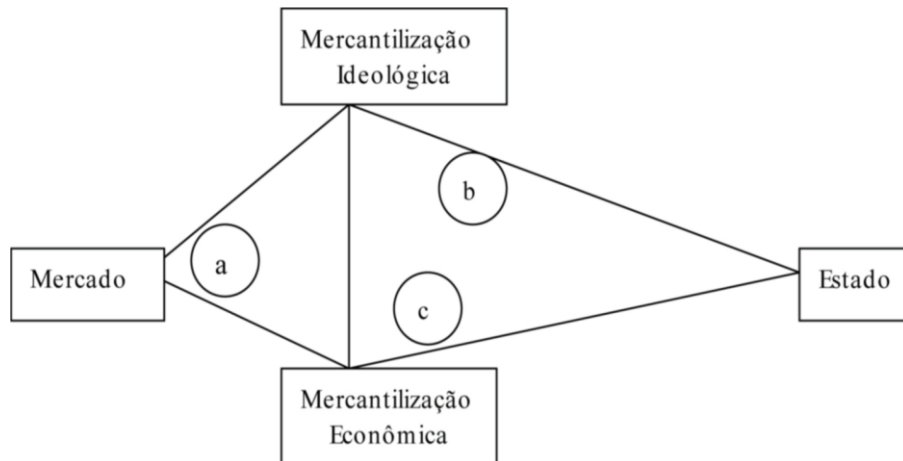 Mercantilização
Ideológica
b
Mercado
a
Estado
c
Mercantilização
Econômica